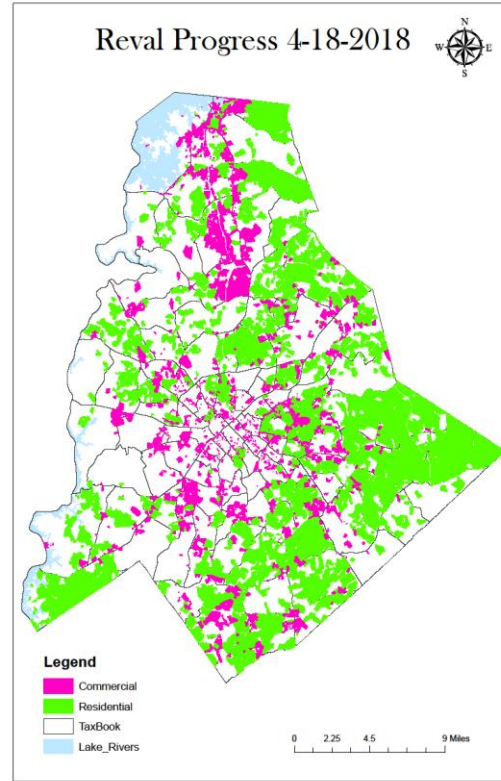 Reval Progress 4-18-2018
N
W E
S
Legend
Commercial
Residential
TaxBook
Lake_Rivers
0 2.25 4.5 9 Miles